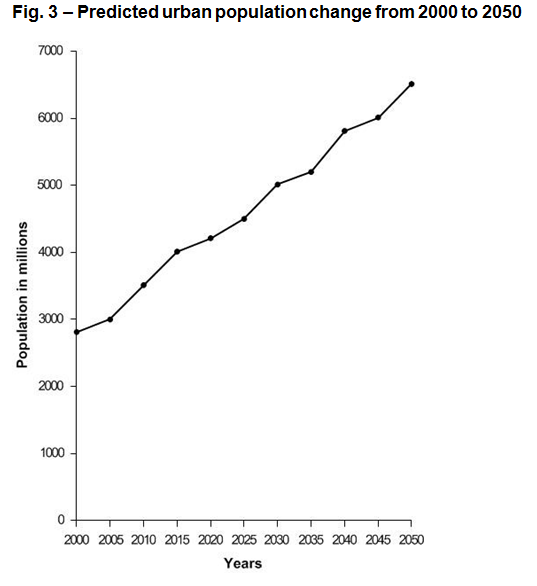 Fig. 3 – Predicted urban population change from 2000 to 2050
7000
6000
5000
4000
3000
2000
1000
0
Population in millions
2000 2005 2010 2015 2020 2025 2030 2035 2040 2045 2050
Years